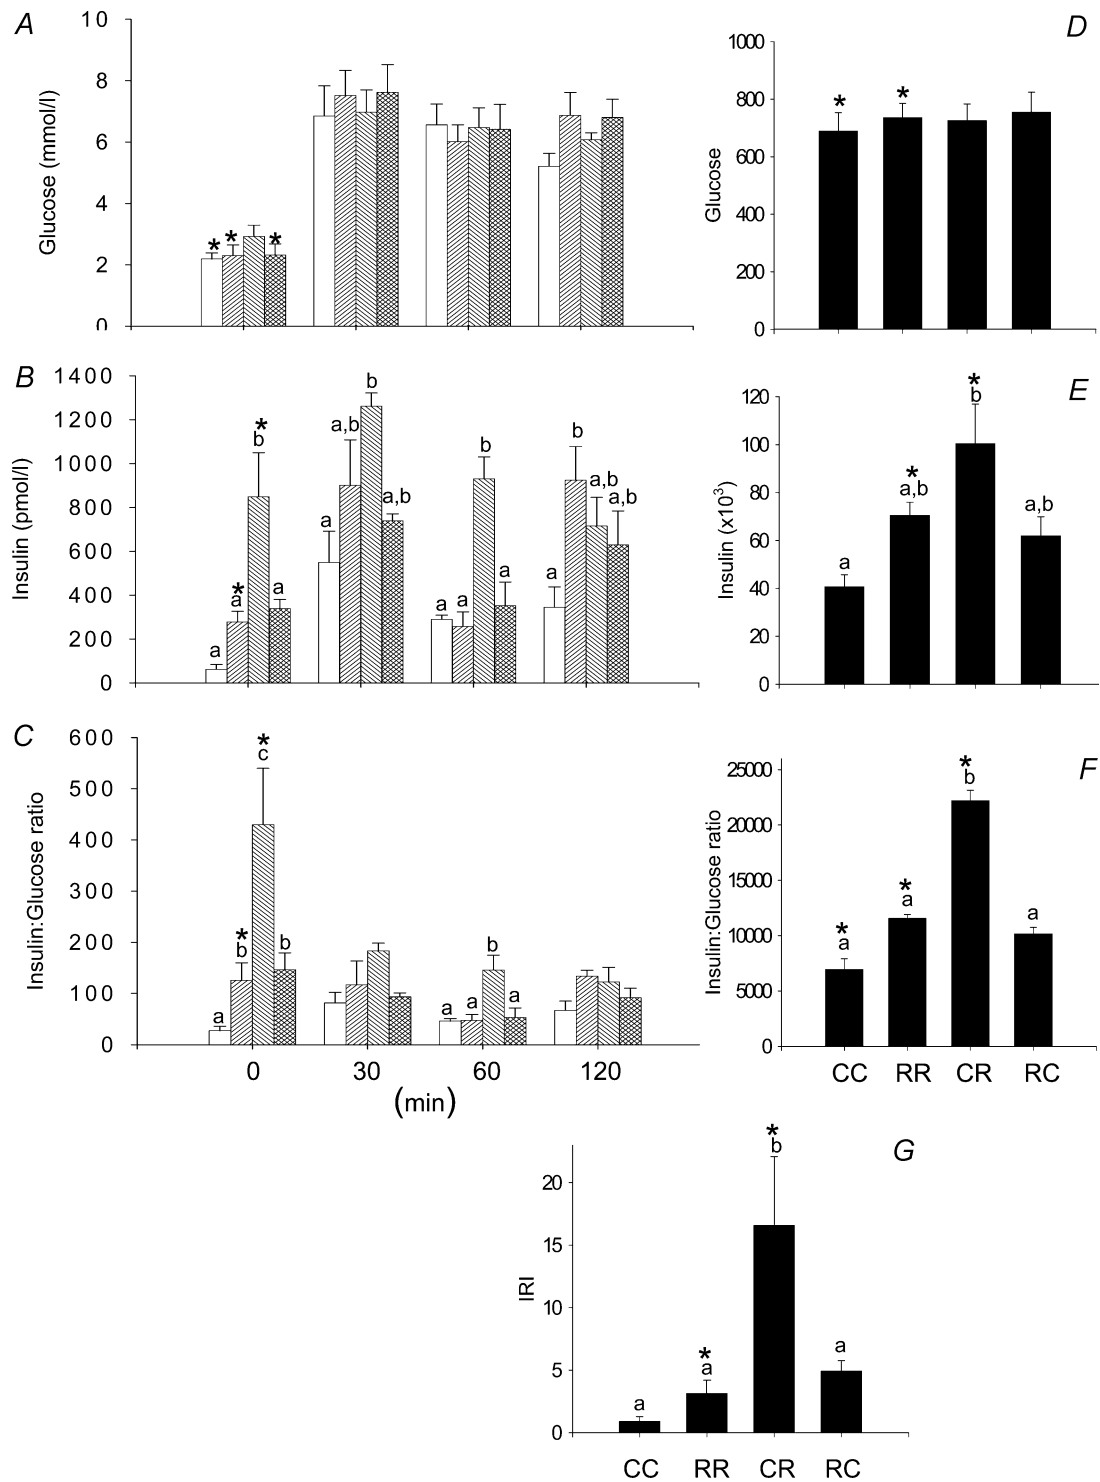 A
10
8
6
4
2
0
Glucose (mmol/l)
* * *
D
1000
800
600
400
200
0
Glucose
* *
B
1400
1200
1000
800
600
400
200
0
Insulin (pmol/l)
a
*
a
*
b
a
a
a,b
b
a,b
a
a
b
a
a
b
a,b
a,b
E
120
100
80
60
40
20
0
Insulin (x10³)
a
*
a,b
*
b
a,b
C
600
500
400
300
200
100
0
Insulin:Glucose ratio
a
*
b
*
c
b
a
a
b
a
0 30 60 120
(min)
F
25000
20000
15000
10000
5000
0
Insulin:Glucose ratio
*
a
*
a
*
b
a
CC RR CR RC
G
20
15
10
5
0
IRI
a
*
a
*
b
a
CC RR CR RC